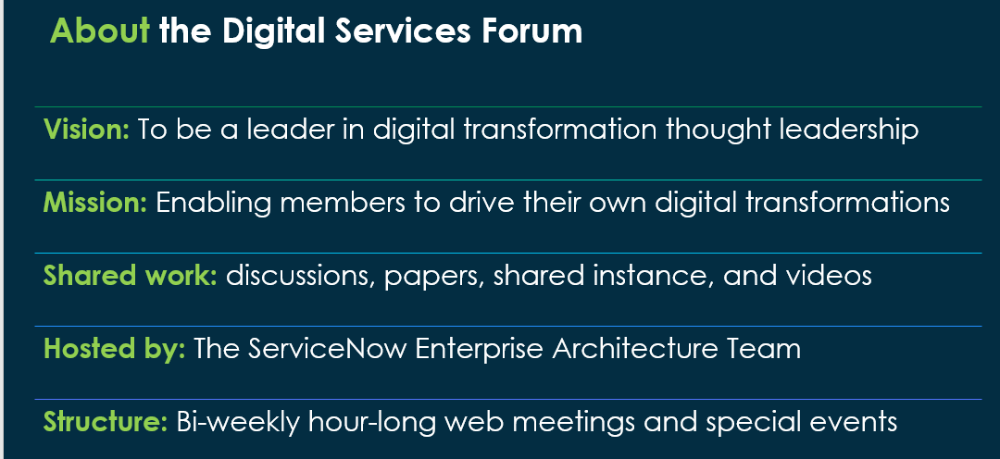 About the Digital Services Forum
Vision: To be a leader in digital transformation thought leadership
Mission: Enabling members to drive their own digital transformations
Shared work: discussions, papers, shared instance, and videos
Hosted by: The ServiceNow Enterprise Architecture Team
Structure: Bi-weekly hour-long web meetings and special events